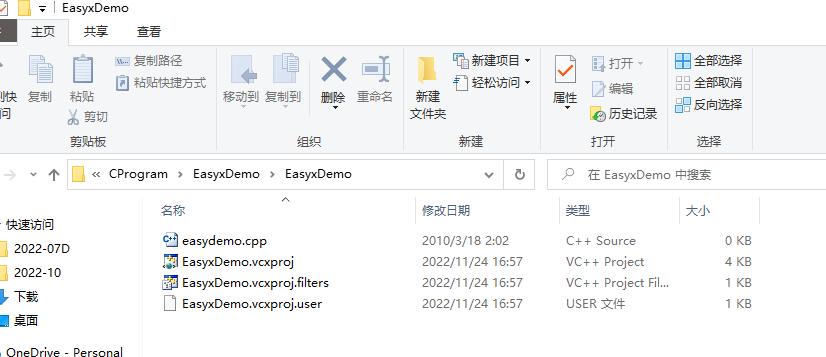 EasyxDemo
主页 共享 查看
复制
粘贴
复制路径
粘贴快捷方式
剪切
移动到 复制到 删除 重命名
新建
文件夹
新建项目
轻松访问
属性
打开
编辑
历史记录
全部选择
全部取消
反向选择
剪贴板 组织 新建 打开 选择
« CProgram > EasyxDemo > EasyxDemo
在 EasyxDemo 中搜索
名称 修改日期 类型 大小
快速访问
2022-07D
2022-10
下载
桌面
OneDrive - Personal
easydemo.cpp 2010/3/18 2:02 C++ Source 0 KB
EasyxDemo.vcxproj 2022/11/24 16:57 VC++ Project 4 KB
EasyxDemo.vcxproj.filters 2022/11/24 16:57 VC++ Project Fil... 1 KB
EasyxDemo.vcxproj.user 2022/11/24 16:57 USER 文件 1 KB